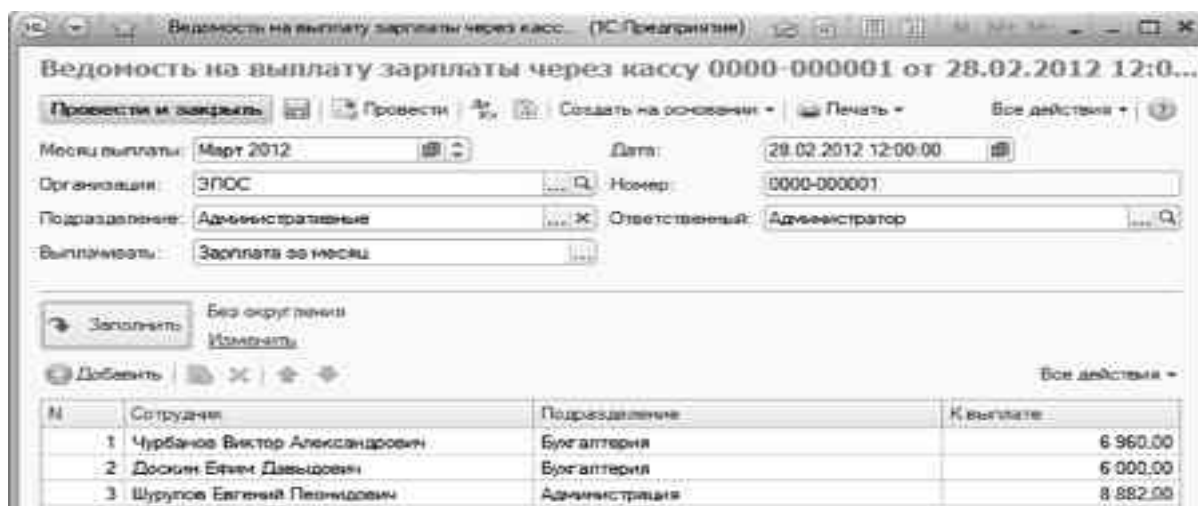 Ведомость на выплату зарплаты через касс... (1С:Предприятие)
Ведомость на выплату зарплаты через кассу 0000-000001 от 28.02.2012 12:0...
Провести и закрыть Провести Создать на основании Печать Все действия
Месяц выплаты: Март 2012 Дата: 28.02.2012 12:00:00
Организация: ЭПОС Номер: 0000-000001
Подразделение: Административные Ответственный: Администратор
Выплачивать: Зарплата за месяц
Заполнить Без округления
Изменить
Добавить Все действия
N Сотрудник Подразделение К выплате
1 Чурбанов Виктор Александрович Бухгалтерия 6 960,00
2 Доскин Ефим Давыдович Бухгалтерия 6 000,00
3 Шурупов Евгений Леонидович Администрация 8 882,00